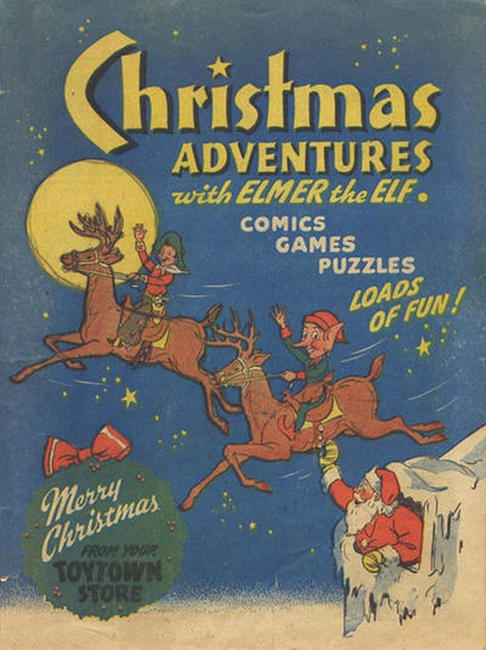 Christmas
ADVENTURES
with ELMER the ELF.
COMICS
GAMES
PUZZLES
LOADS
OF FUN!
Merry
Christmas
FROM YOUR
TOYTOWN
STORE